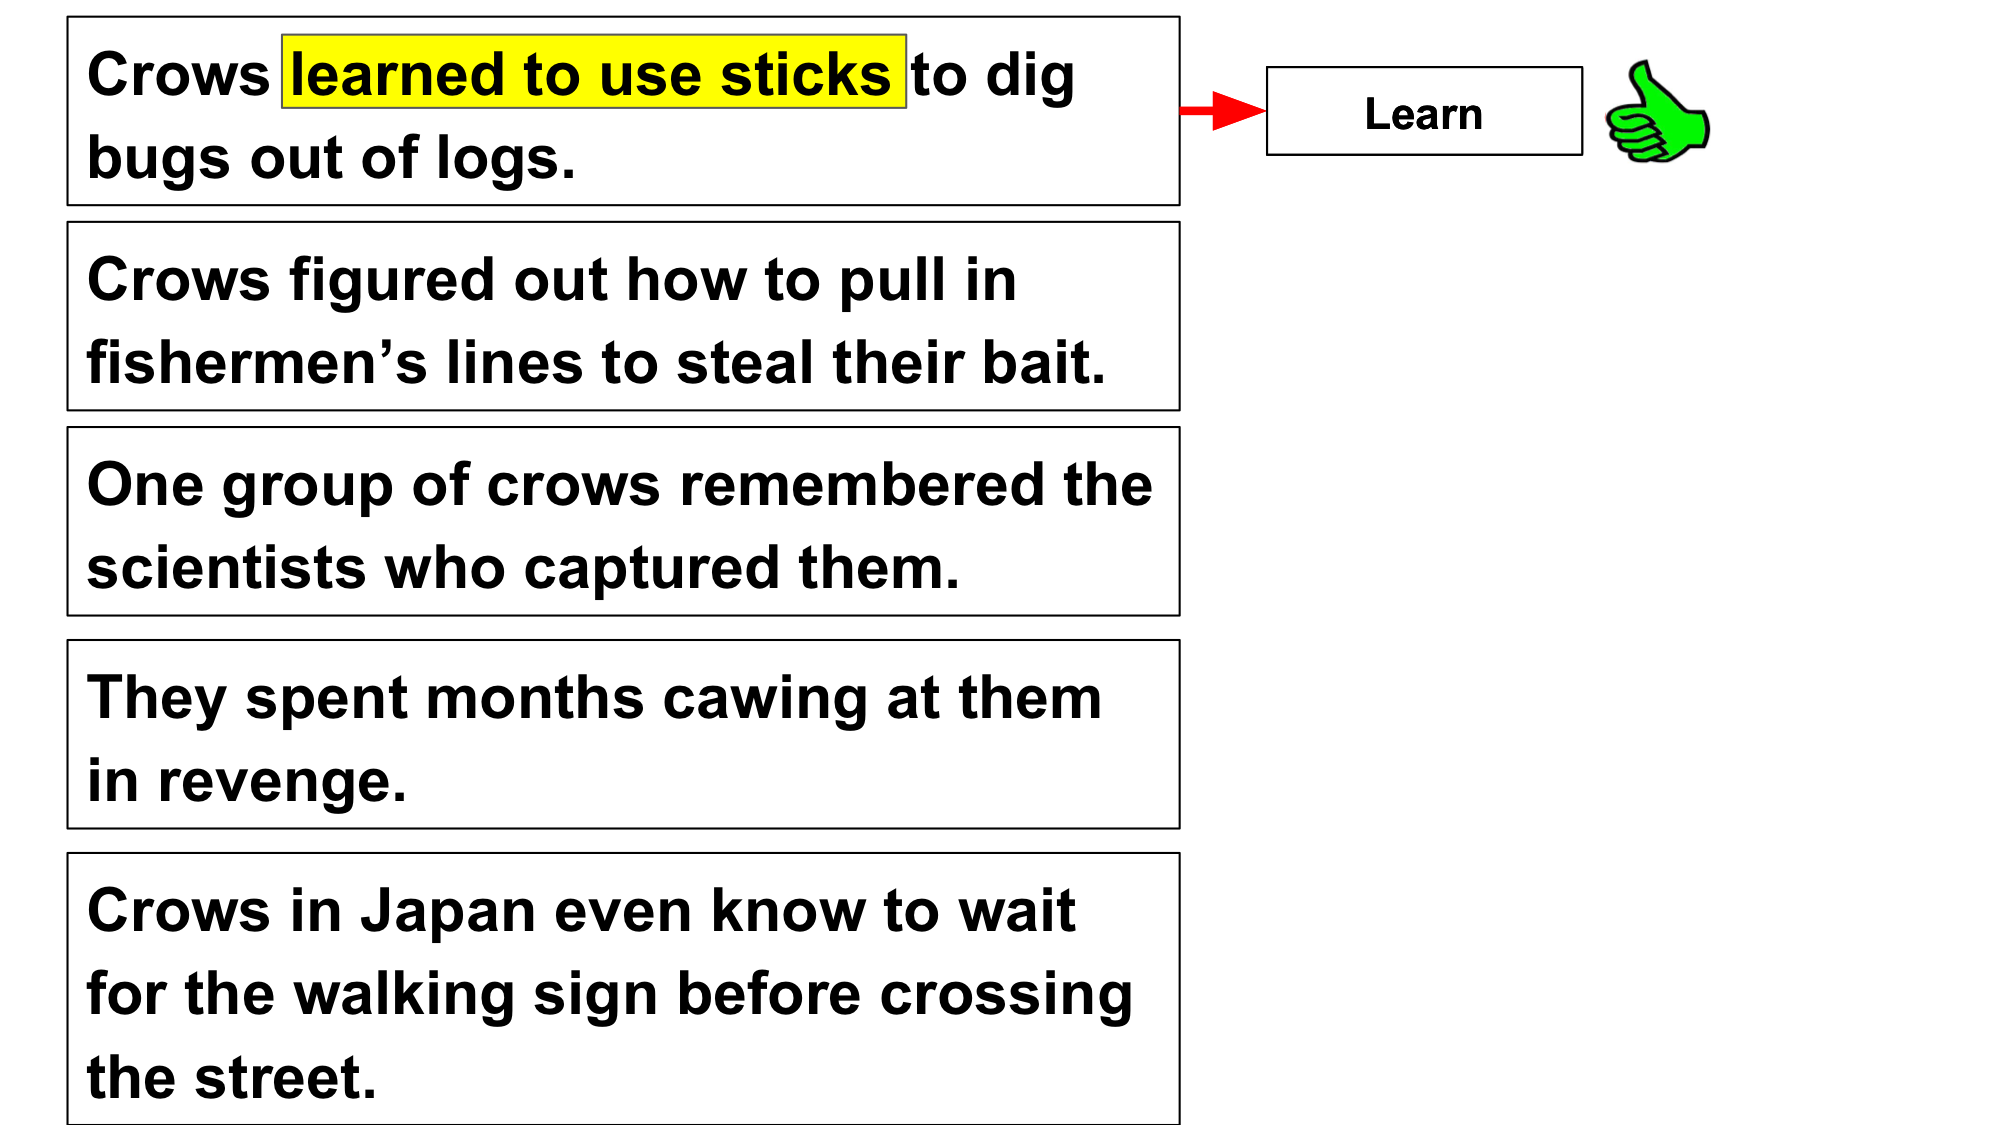 Crows learned to use sticks to dig
bugs out of logs.
Learn
Crows figured out how to pull in
fishermen’s lines to steal their bait.
One group of crows remembered the
scientists who captured them.
They spent months cawing at them
in revenge.
Crows in Japan even know to wait
for the walking sign before crossing
the street.